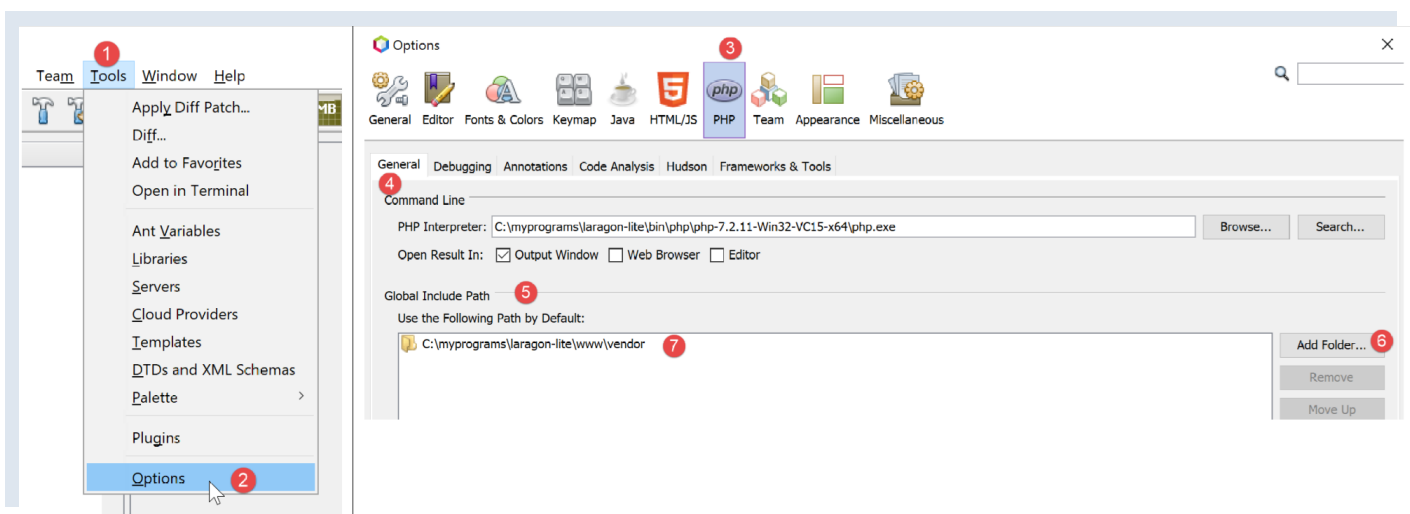 1
Team Tools Window Help
MB
Apply Diff Patch...
Diff...
Add to Favorites
Open in Terminal
Ant Variables
Libraries
Servers
Cloud Providers
Templates
DTDs and XML Schemas
Palette >
Plugins
Options 2
Options
3
php
General Editor Fonts & Colors Keymap Java HTML/JS PHP Team Appearance Miscellaneous
General Debugging Annotations Code Analysis Hudson Frameworks & Tools
4
Command Line
PHP Interpreter: C:\myprograms\laragon-lite\bin\php\php-7.2.11-Win32-VC15-x64\php.exe Browse... Search...
Open Result In: Output Window Web Browser Editor
Global Include Path 5
Use the Following Path by Default:
C:\myprograms\laragon-lite\www\vendor 7 Add Folder... 6
Remove
Move Up